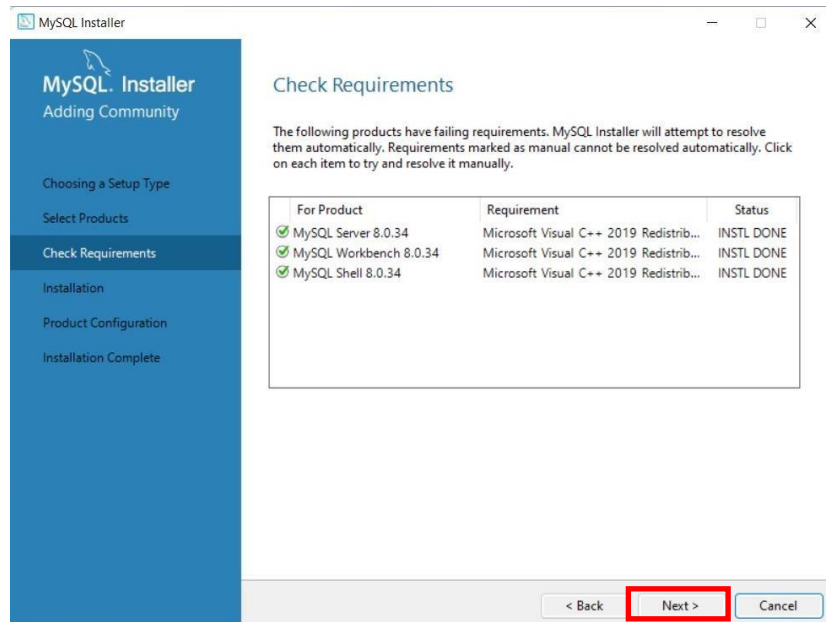 MySQL Installer
MySQL. Installer
Adding Community
Choosing a Setup Type
Select Products
Check Requirements
Installation
Product Configuration
Installation Complete
Check Requirements
The following products have failing requirements. MySQL Installer will attempt to resolve
them automatically. Requirements marked as manual cannot be resolved automatically. Click
on each item to try and resolve it manually.
For Product Requirement Status
MySQL Server 8.0.34 Microsoft Visual C++ 2019 Redistrib... INSTL DONE
MySQL Workbench 8.0.34 Microsoft Visual C++ 2019 Redistrib... INSTL DONE
MySQL Shell 8.0.34 Microsoft Visual C++ 2019 Redistrib... INSTL DONE
< Back Next > Cancel